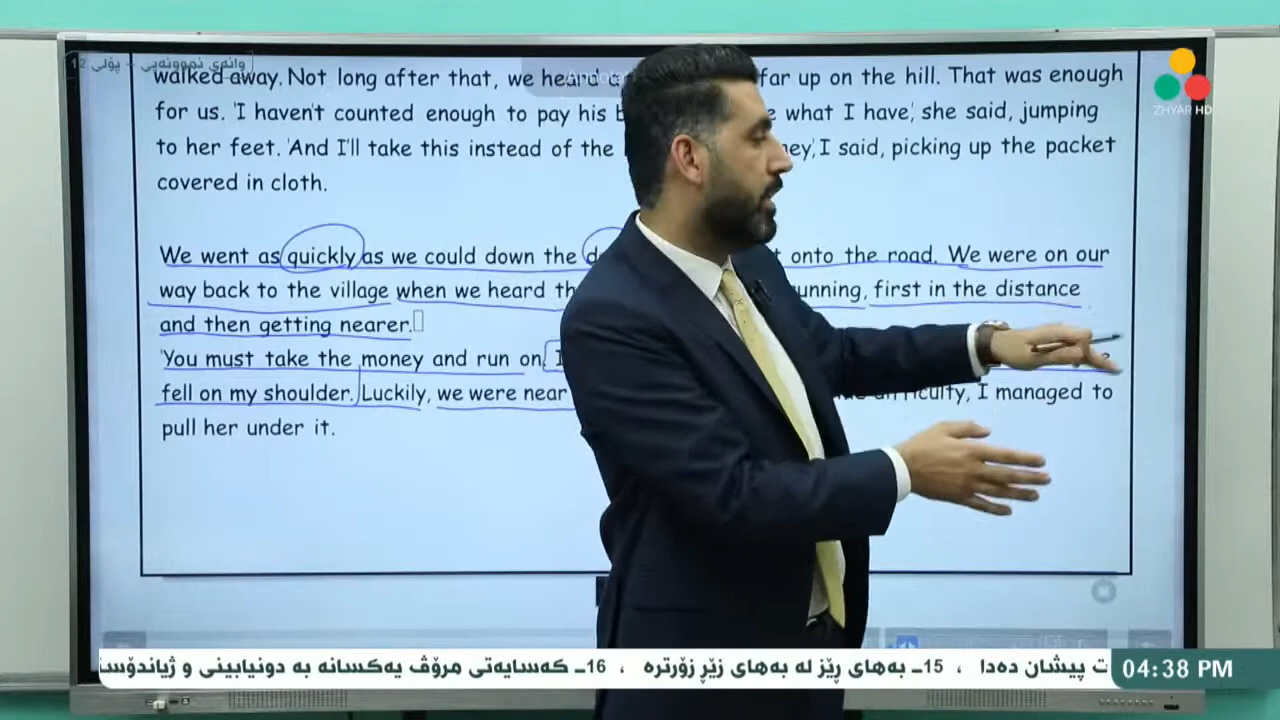 وانەی نموونەیی - پۆلی 12
walked away. Not long after that, we heard far up on the hill. That was enough
for us. 'I haven't counted enough to pay his what I have', she said, jumping
to her feet. 'And I'll take this instead of the I said, picking up the packet
covered in cloth.
We went as quickly as we could down the onto the road. We were on our
way back to the village when we heard first in the distance
and then getting nearer.
'You must take the money and run on,
fell on my shoulder. Luckily, we were near difficulty, I managed to
pull her under it.
ZHYAR HD
ت پیشان دەدا ، 15ـ بەهای ڕێز لە بەهای زێڕ زۆرترە ، 16ـ کەسایەتی مرۆڤ یەکسانە بە دونیابینی و ژیاندۆست
04:38 PM